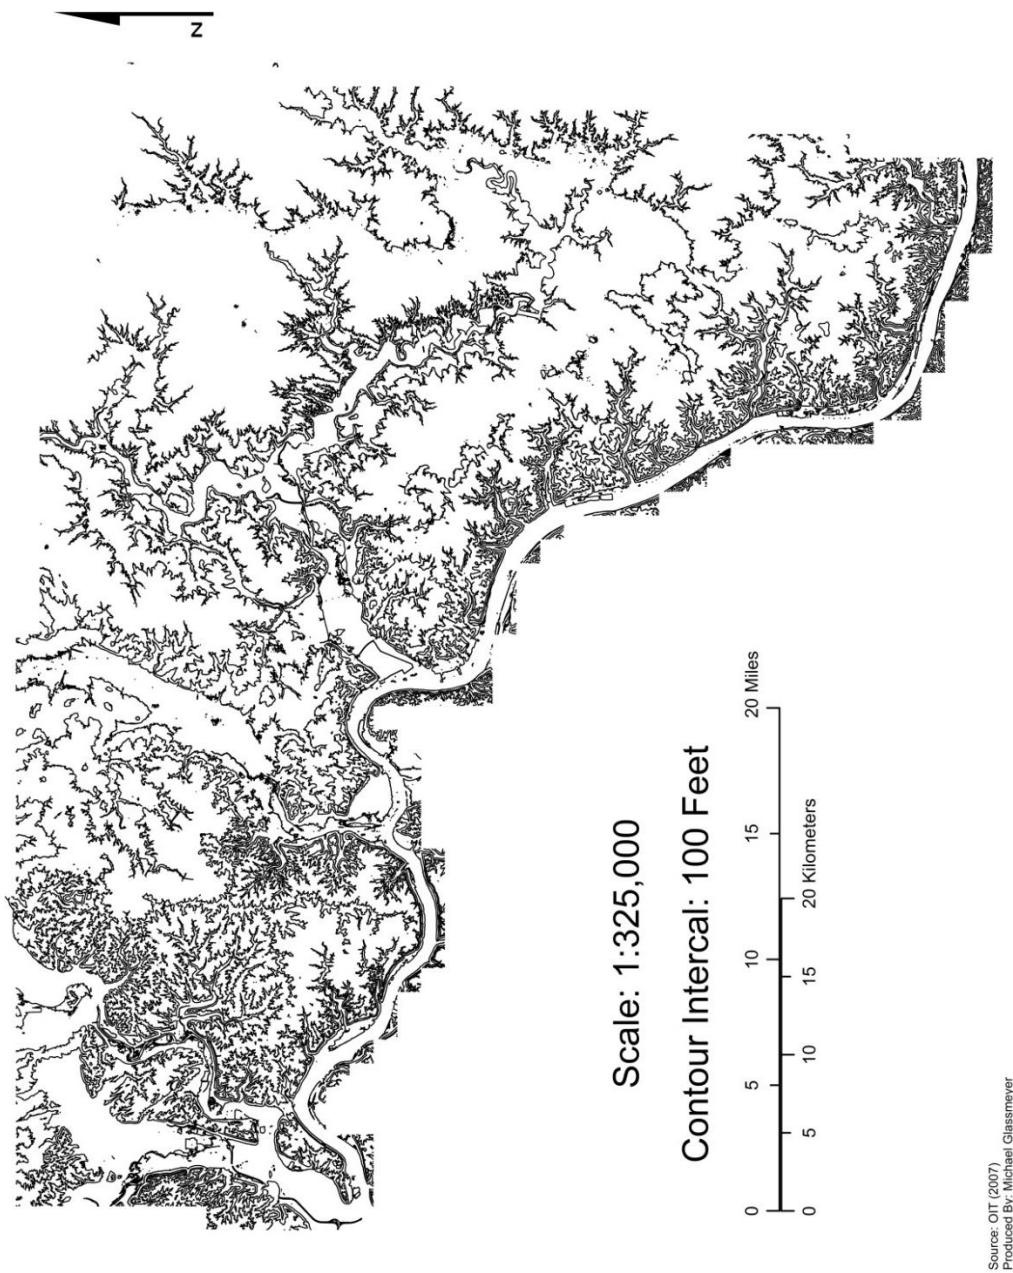 N
Scale: 1:325,000
Contour Intercal: 100 Feet
0 5 10 15 20 Miles
0 5 10 15 20 Kilometers
Source: OIT (2007)
Produced By: Michael Glassmeyer